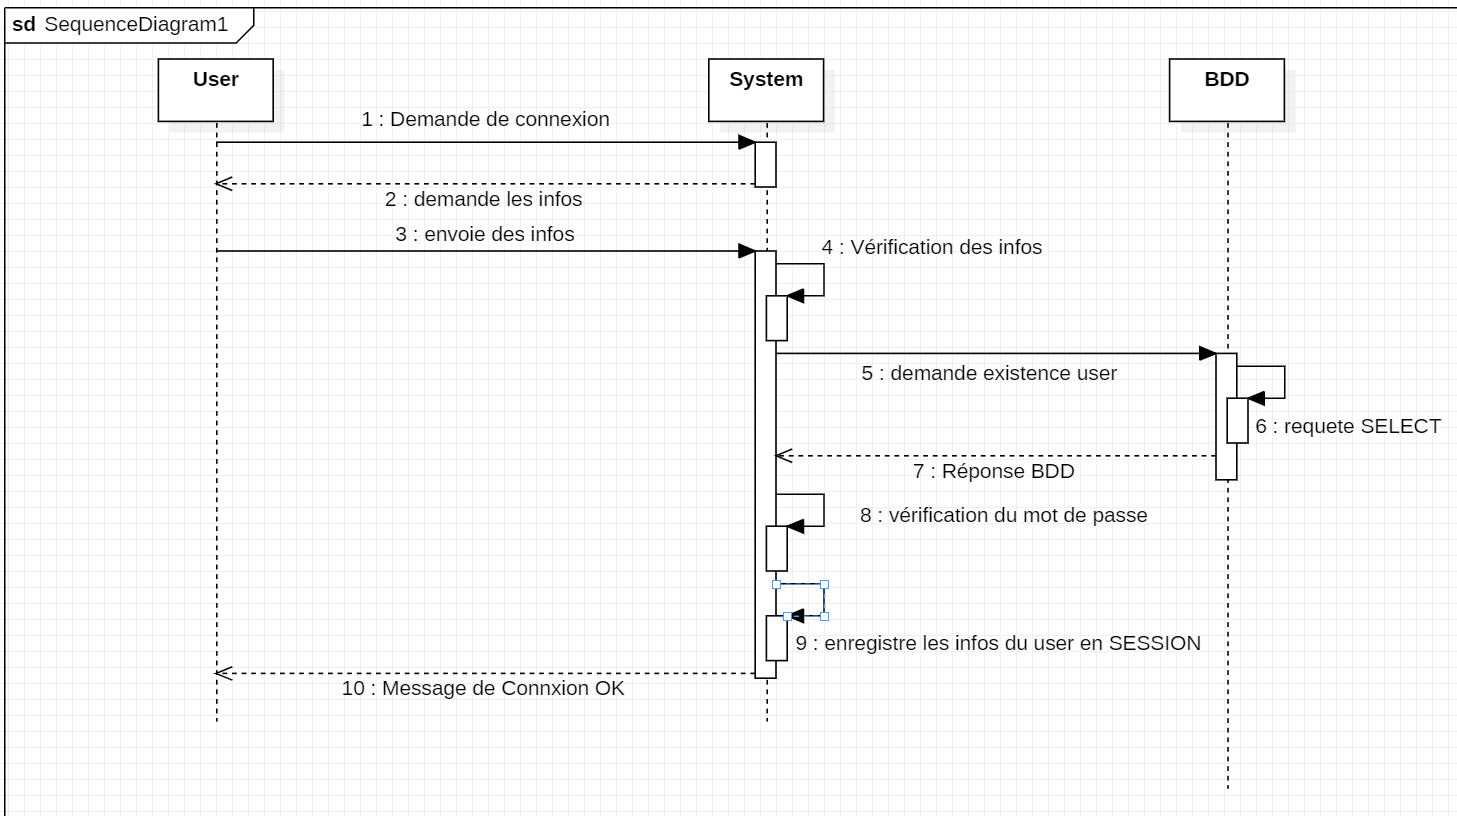 sd SequenceDiagram1
User
System
BDD
1 : Demande de connexion
2 : demande les infos
3 : envoie des infos
4 : Vérification des infos
5 : demande existence user
6 : requete SELECT
7 : Réponse BDD
8 : vérification du mot de passe
9 : enregistre les infos du user en SESSION
10 : Message de Connxion OK